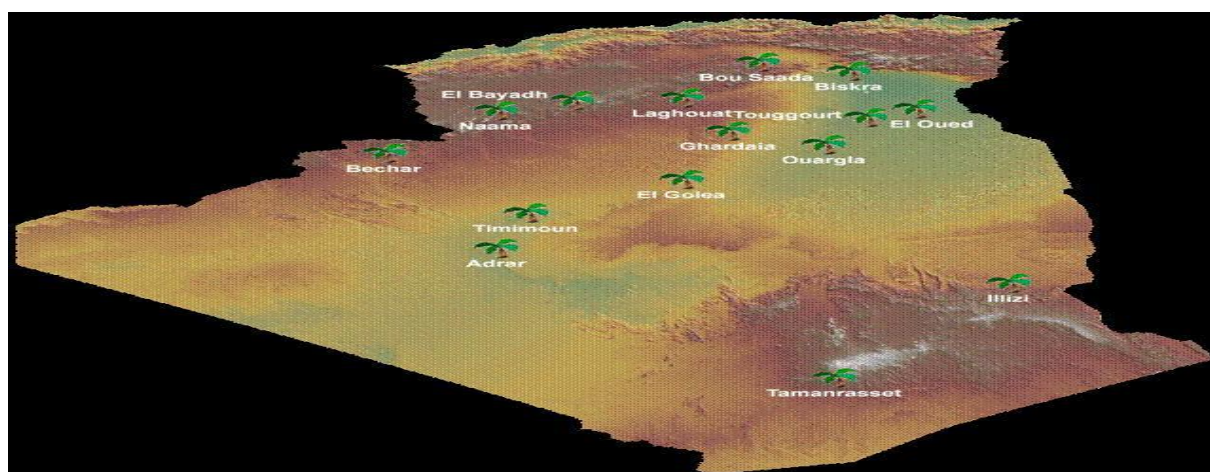 Bou Saada
Biskra
El Bayadh
Laghouat
Touggourt
El Oued
Naama
Ghardaia
Ouargla
Bechar
El Golea
Timimoun
Adrar
Illizi
Tamanrasset